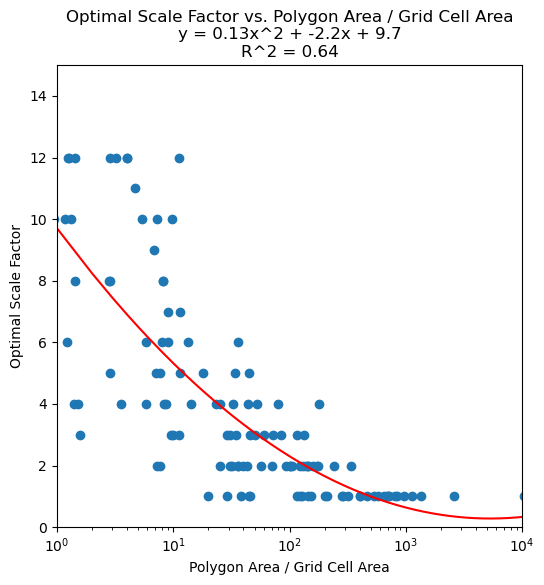 Optimal Scale Factor vs. Polygon Area / Grid Cell Area
y = 0.13x^2 + -2.2x + 9.7
R^2 = 0.64
14
12
10
8
6
4
2
0
Optimal Scale Factor
10^0 10^1 10^2 10^3 10^4
Polygon Area / Grid Cell Area